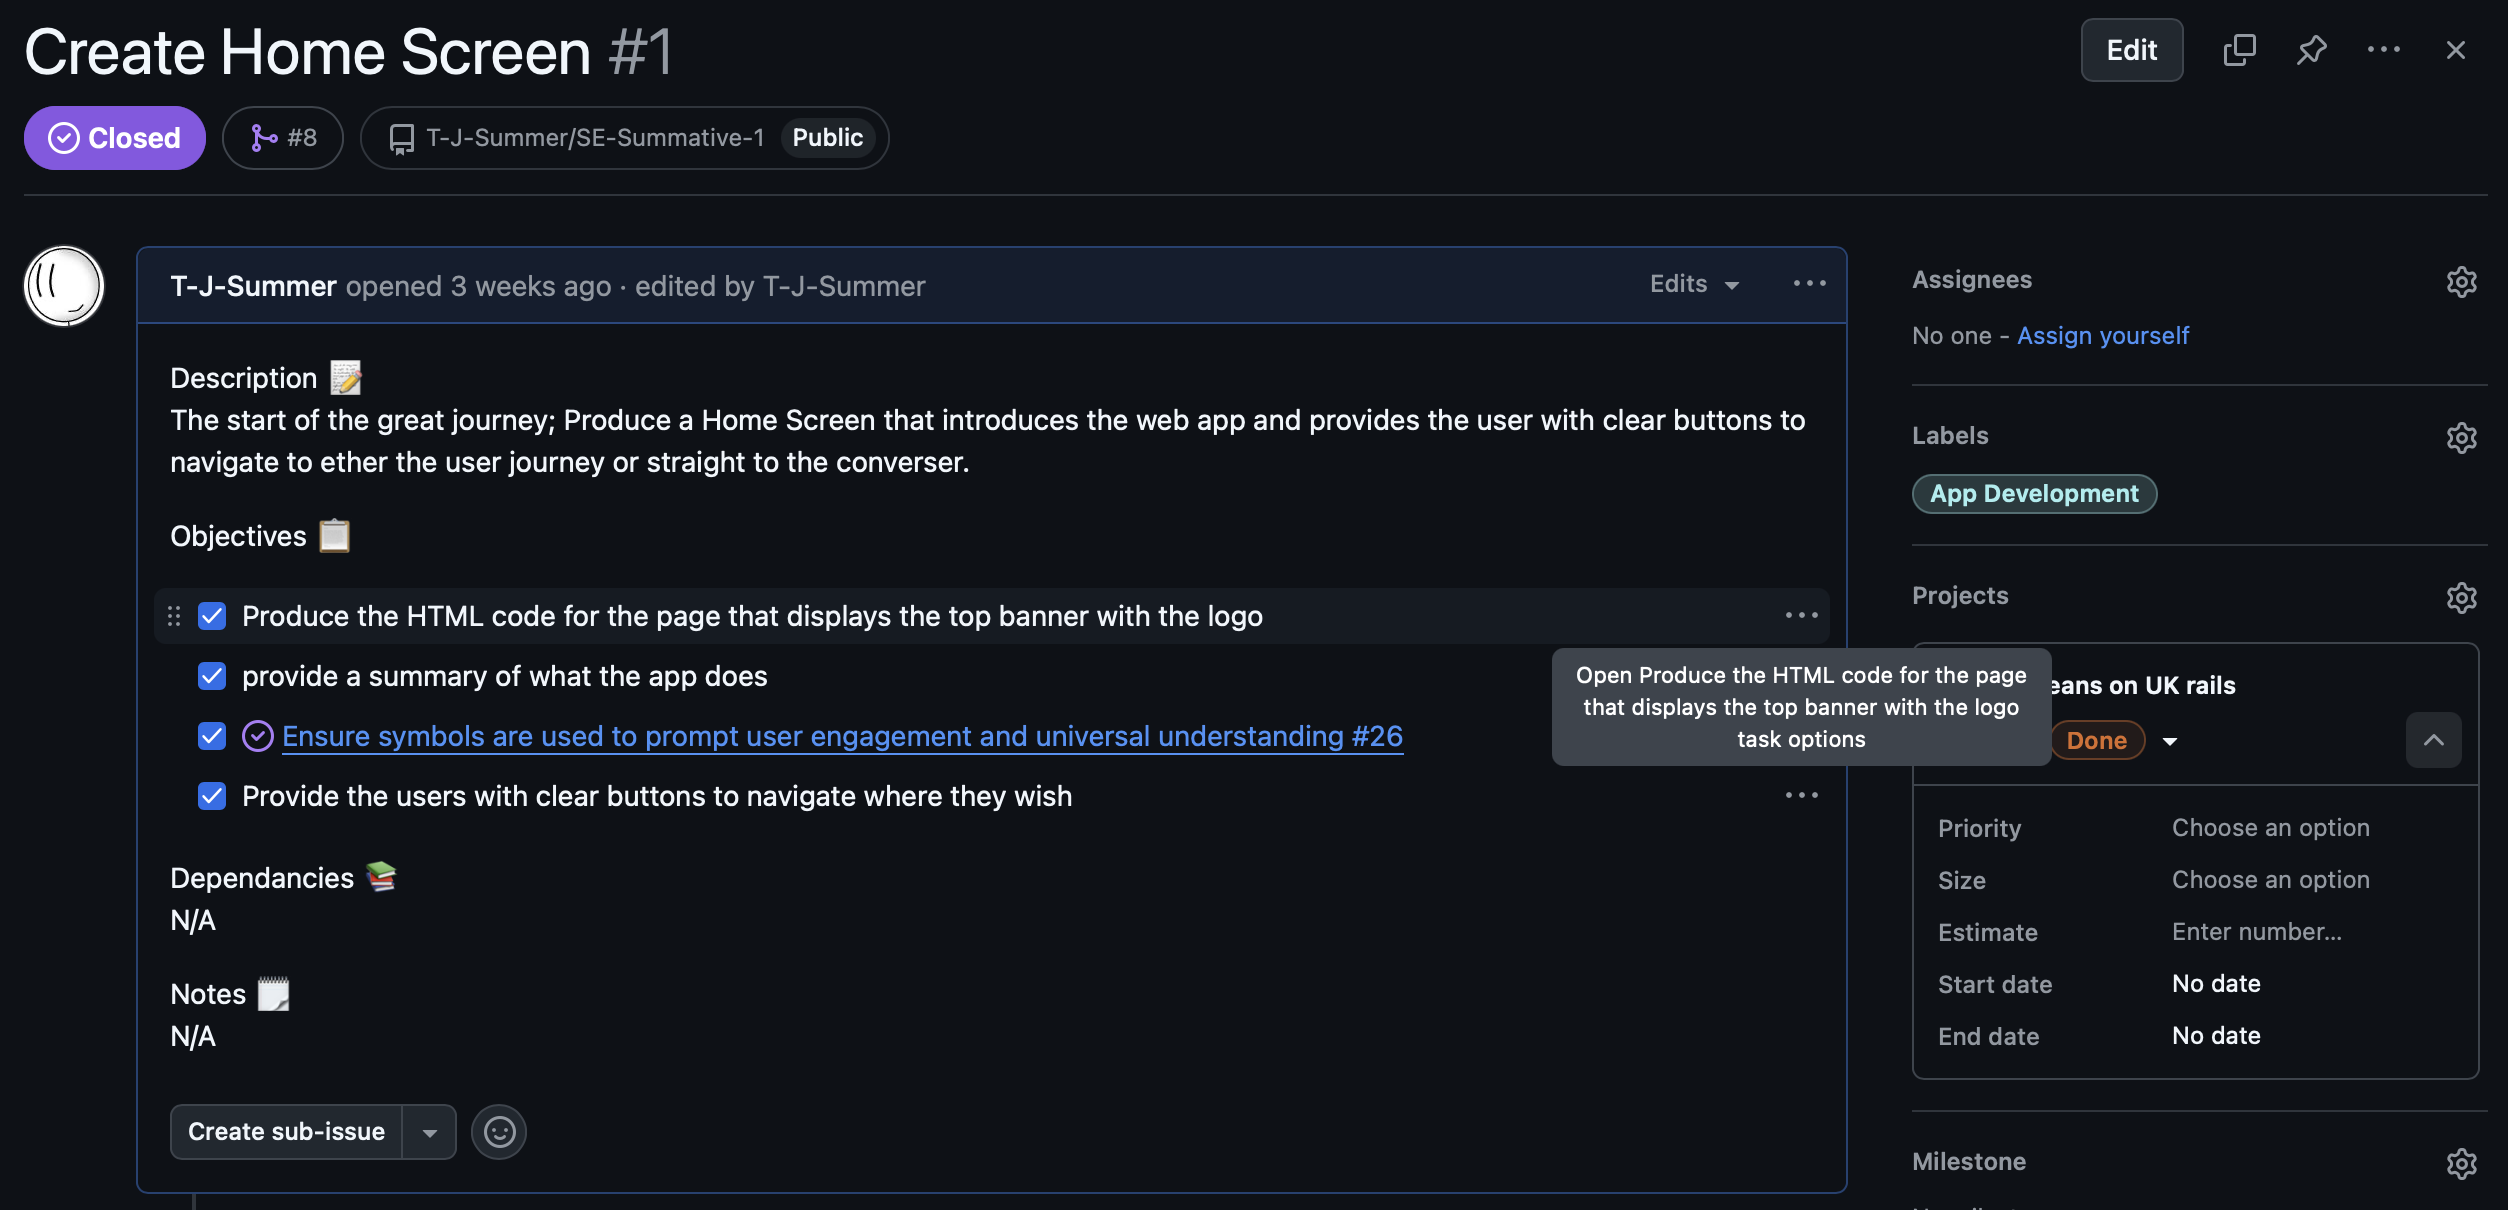 Create Home Screen #1
Edit
Closed
#8
T-J-Summer/SE-Summative-1 Public
T-J-Summer opened 3 weeks ago · edited by T-J-Summer
Edits
Description 📝
The start of the great journey; Produce a Home Screen that introduces the web app and provides the user with clear buttons to
navigate to ether the user journey or straight to the converser.
Objectives 📋
Produce the HTML code for the page that displays the top banner with the logo
provide a summary of what the app does
Ensure symbols are used to prompt user engagement and universal understanding #26
Provide the users with clear buttons to navigate where they wish
Dependancies 📚
N/A
Notes 🗒️
N/A
Create sub-issue
Open Produce the HTML code for the page
that displays the top banner with the logo
task options
Assignees
No one - Assign yourself
Labels
App Development
Projects
on UK rails
Done
Priority Choose an option
Size Choose an option
Estimate Enter number...
Start date No date
End date No date
Milestone